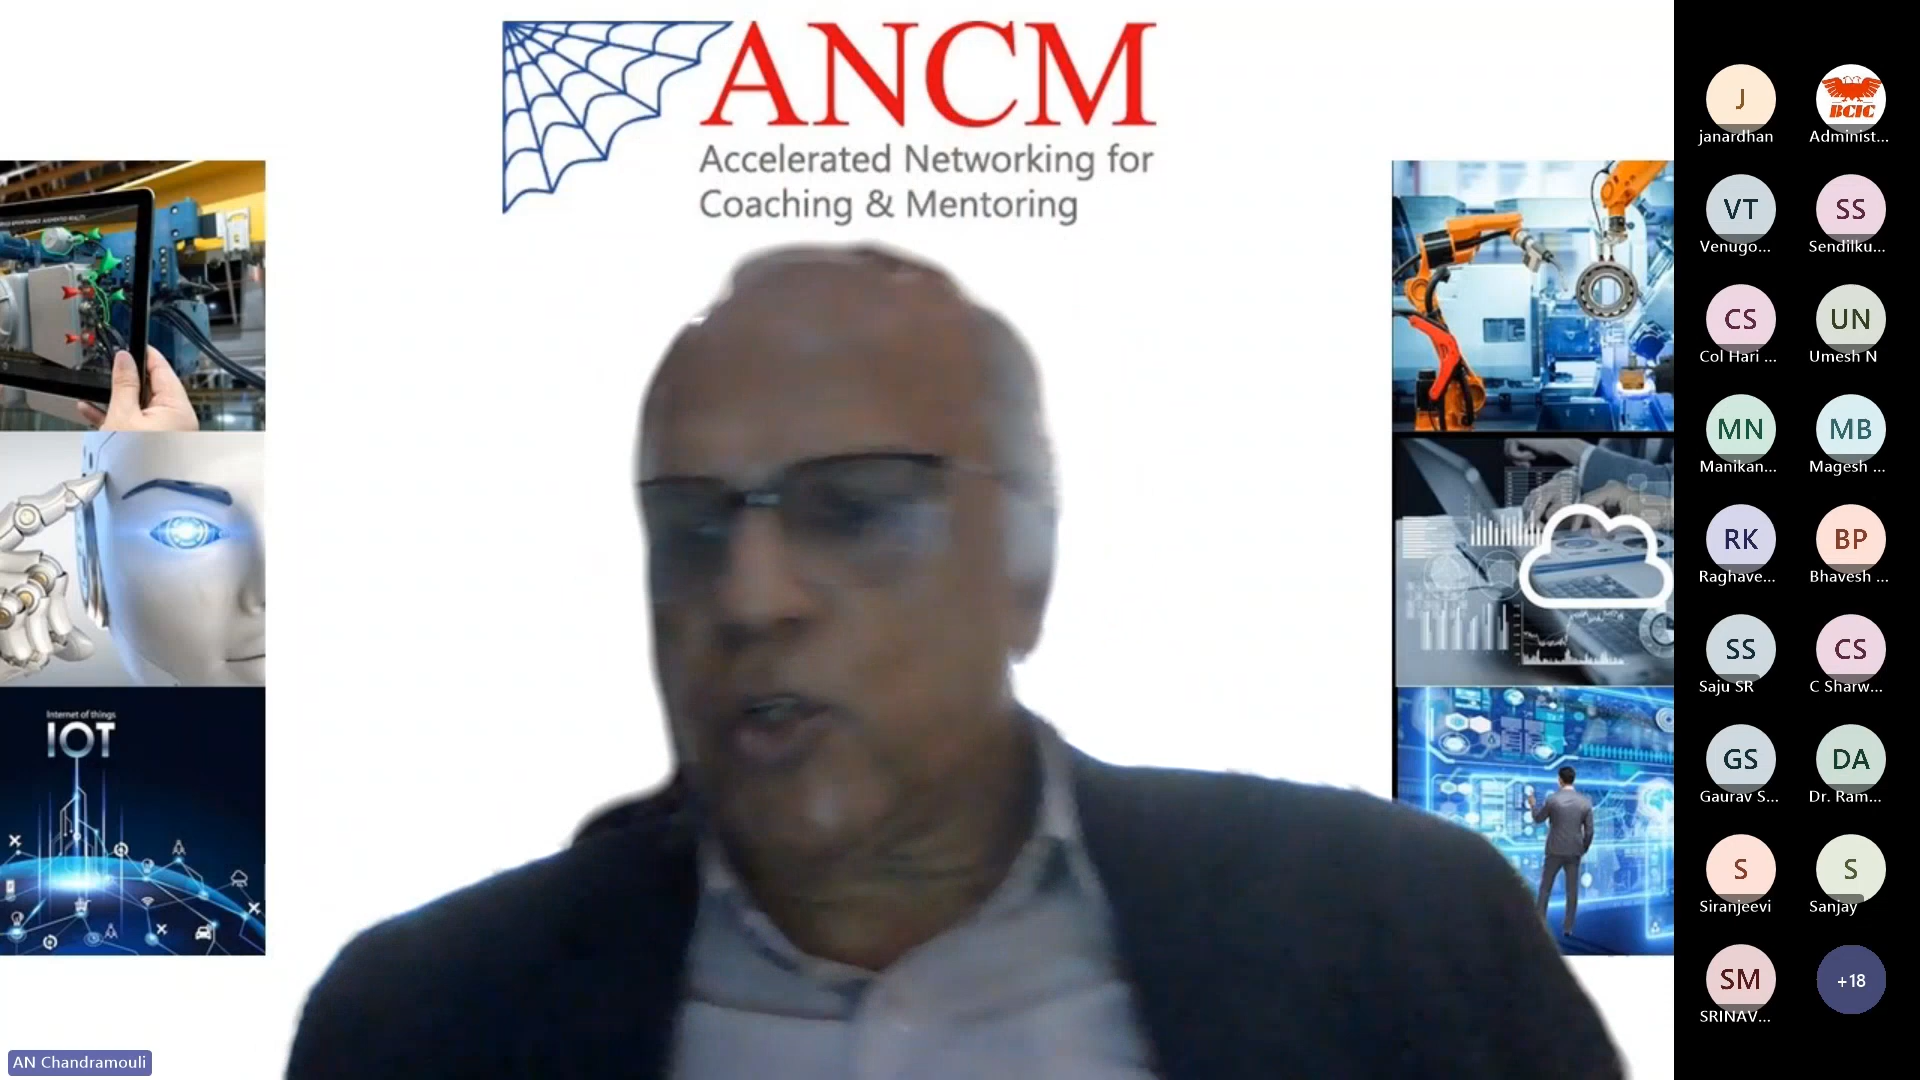 ANCM
Accelerated Networking for
Coaching & Mentoring
Internet of things
IOT
AN Chandramouli
J
janardhan
BCIC
Administ...
VT
Venugo...
SS
Sendilku...
CS
Col Hari ...
UN
Umesh N
MN
Manikan...
MB
Magesh ...
RK
Raghave...
BP
Bhavesh ...
SS
Saju SR
CS
C Sharw...
GS
Gaurav S...
DA
Dr. Ram...
S
Siranjeevi
S
Sanjay
SM
SRINAV...
+18